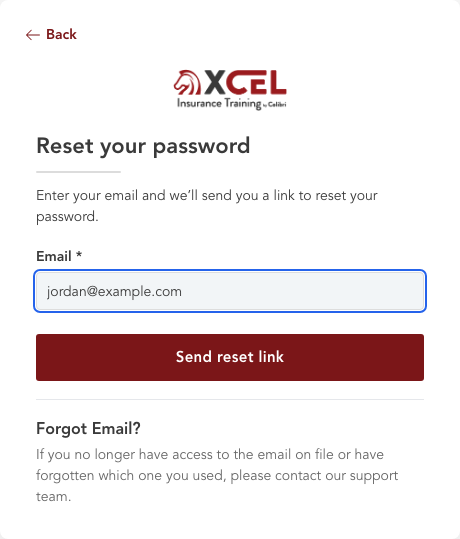 ← Back
XCEL
Insurance Training by Colibri
Reset your password
Enter your email and we’ll send you a link to reset your
password.
Email *
jordan@example.com
Send reset link
Forgot Email?
If you no longer have access to the email on file or have
forgotten which one you used, please contact our support
team.